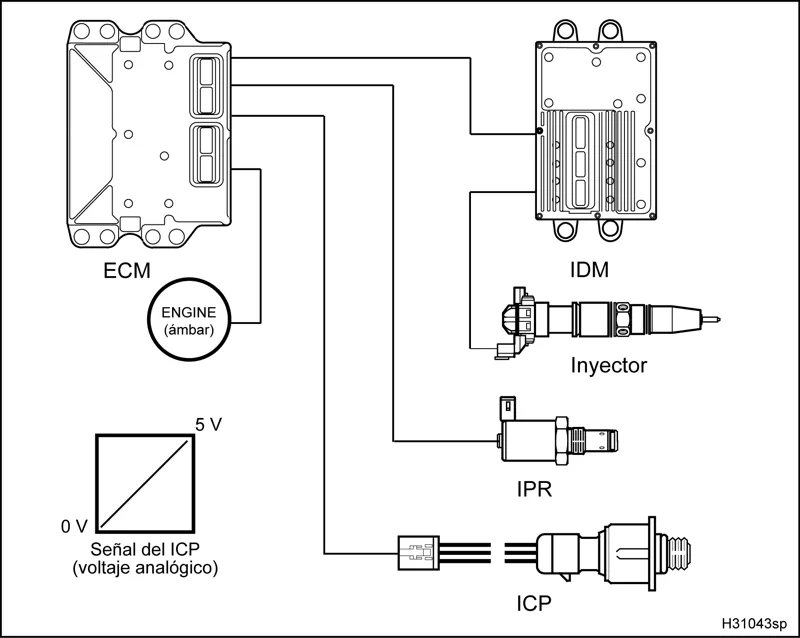 ECM
IDM
ENGINE
(ámbar)
Inyector
5 V
IPR
0 V
Señal del ICP
(voltaje analógico)
ICP
H31043sp